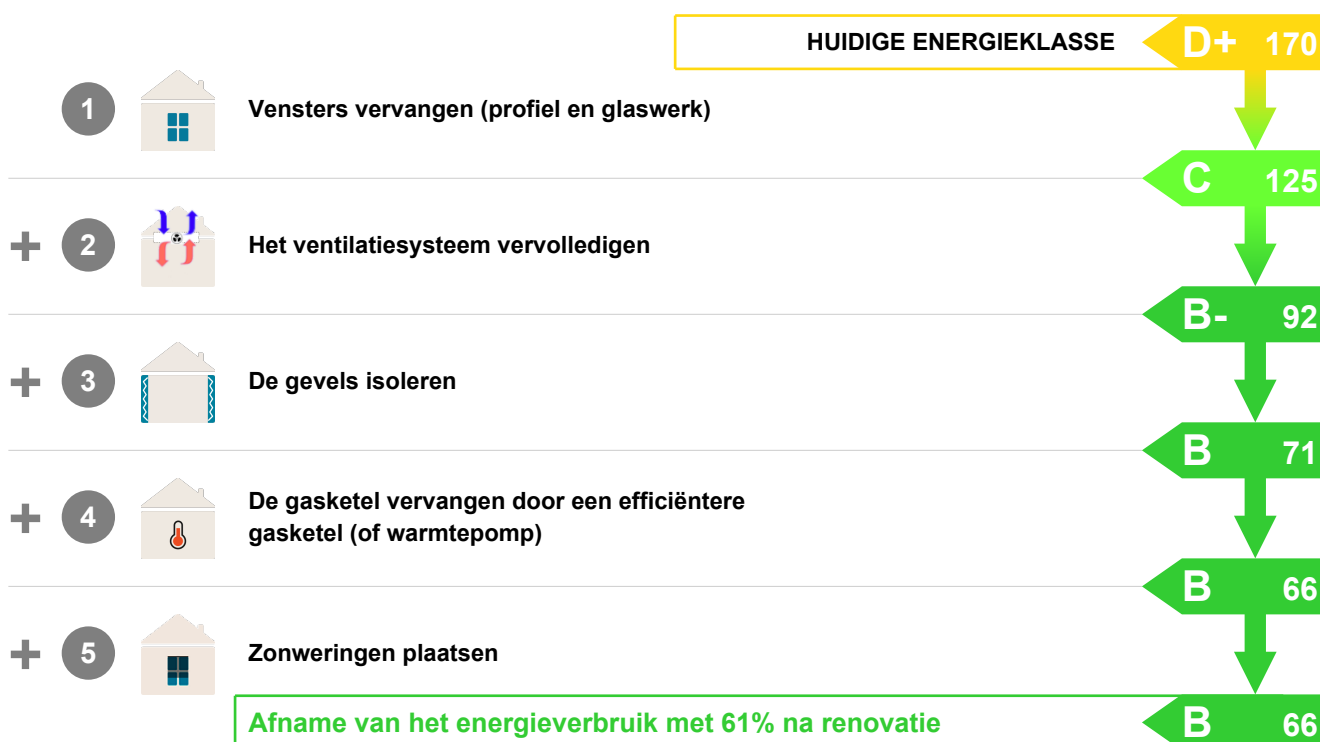 HUIDIGE ENERGIEKLASSE D+ 170
1 Vensters vervangen (profiel en glaswerk)
C 125
+ 2 Het ventilatiesysteem vervolledigen
B- 92
+ 3 De gevels isoleren
B 71
+ 4 De gasketel vervangen door een efficiëntere
gasketel (of warmtepomp)
B 66
+ 5 Zonweringen plaatsen
Afname van het energieverbruik met 61% na renovatie B 66